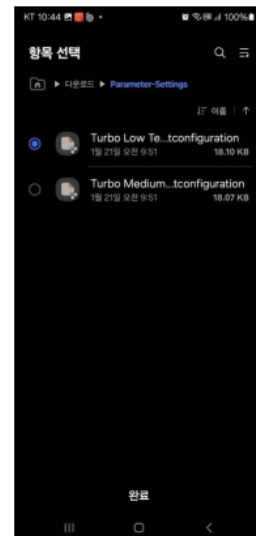 KT 10:44 100%
항목 선택
▶ 다운로드 ▶ Parameter-Settings
이름 | ↑
Turbo Low Te...tconfiguration
1월 21일 오전 9:51 18.10 KB
Turbo Medium...tconfiguration
1월 21일 오전 9:51 18.07 KB
완료